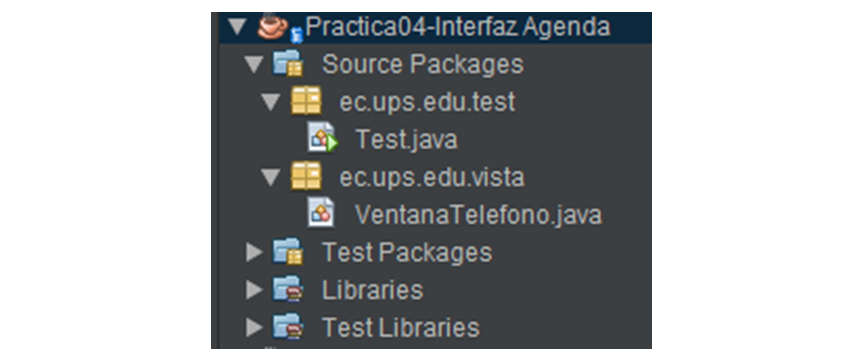 Practica04-Interfaz Agenda
Source Packages
ec.ups.edu.test
Test.java
ec.ups.edu.vista
VentanaTelefono.java
Test Packages
Libraries
Test Libraries